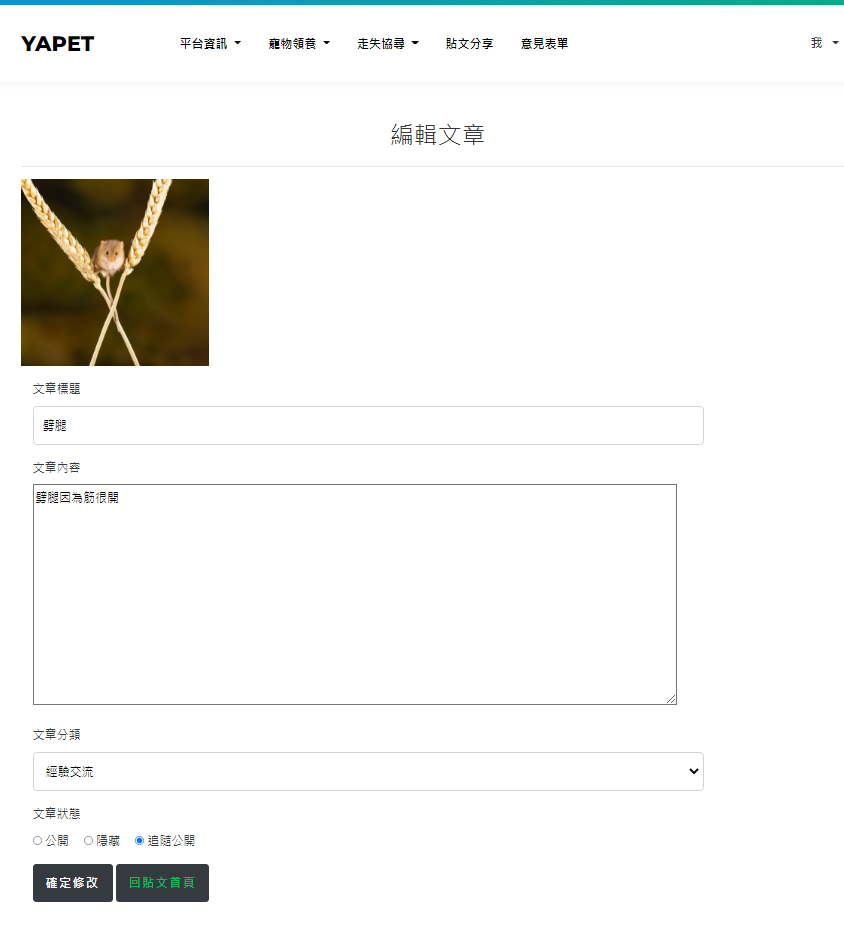 YAPET 平台資訊 寵物領養 走失協尋 貼文分享 意見表單 我
編輯文章
文章標題
劈腿
文章內容
劈腿因為筋很開
文章分類
經驗交流
文章狀態
公開 隱藏 追隨公開
確定修改 回貼文首頁